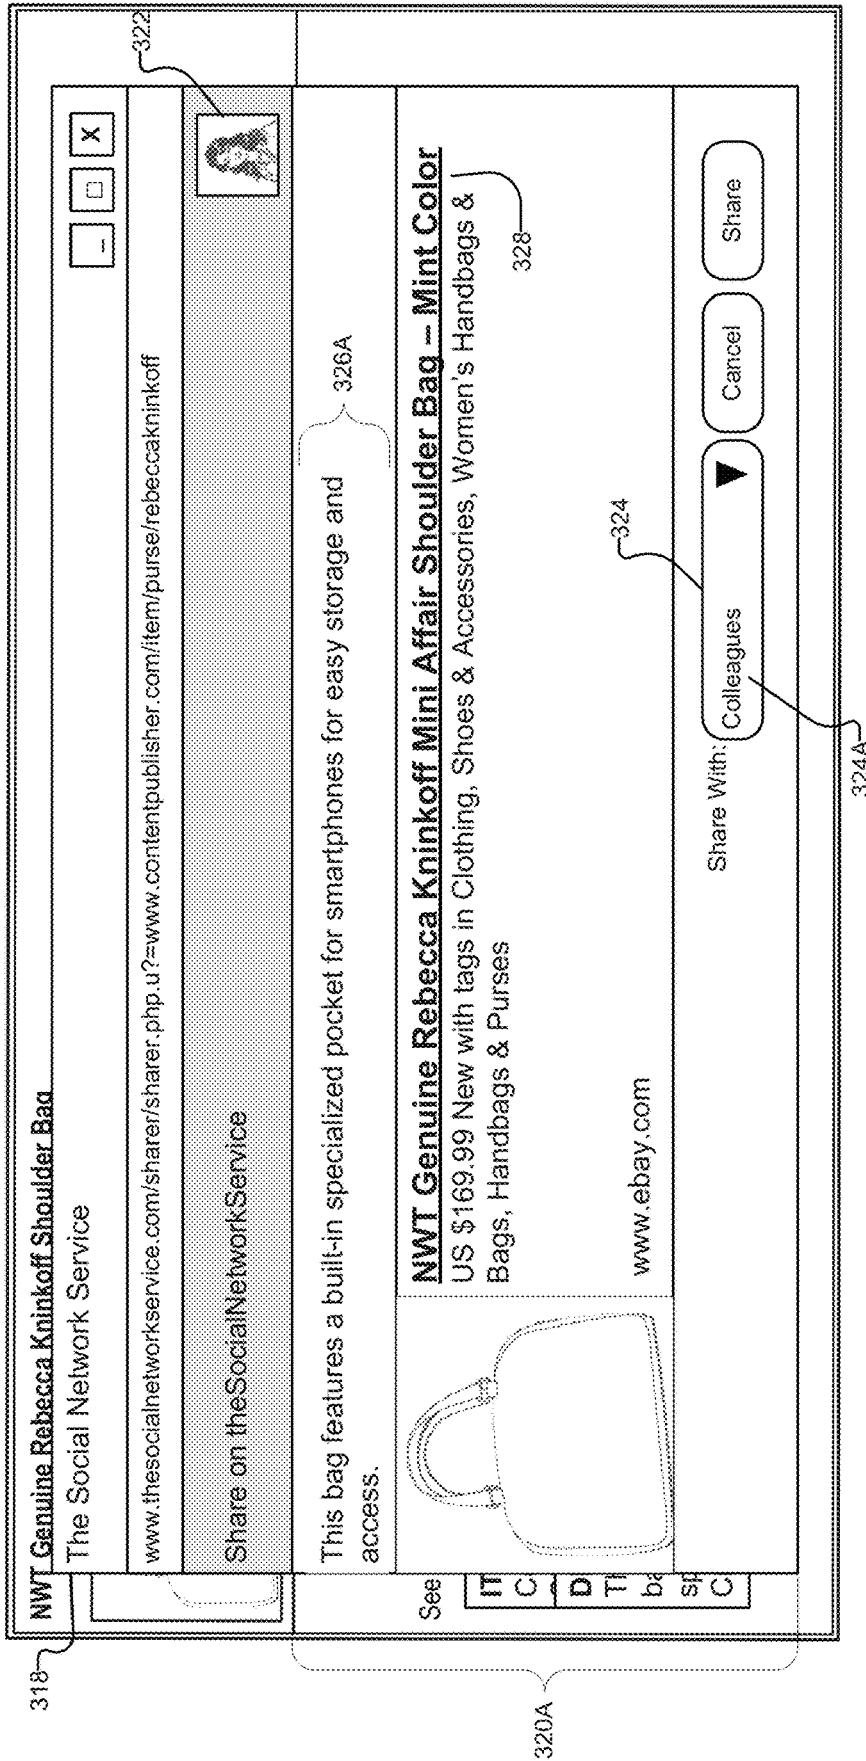 NWT Genuine Rebecca Kninkoff Shoulder Bag
The Social Network Service
_ □ X
www.thesocialnetworkservice.com/sharer/sharer.php.u?=www.contentpublisher.com/item/purse/rebeccakninkoff
Share on theSocialNetworkService
This bag features a built-in specialized pocket for smartphones for easy storage and
access.
NWT Genuine Rebecca Kninkoff Mini Affair Shoulder Bag – Mint Color
US $169.99 New with tags in Clothing, Shoes & Accessories, Women's Handbags &
Bags, Handbags & Purses
www.ebay.com
Share With: Colleagues ▼ Cancel Share
See
IT
C
D
TI
ba
sp
C
318
322
326A
328
324
324A
320A